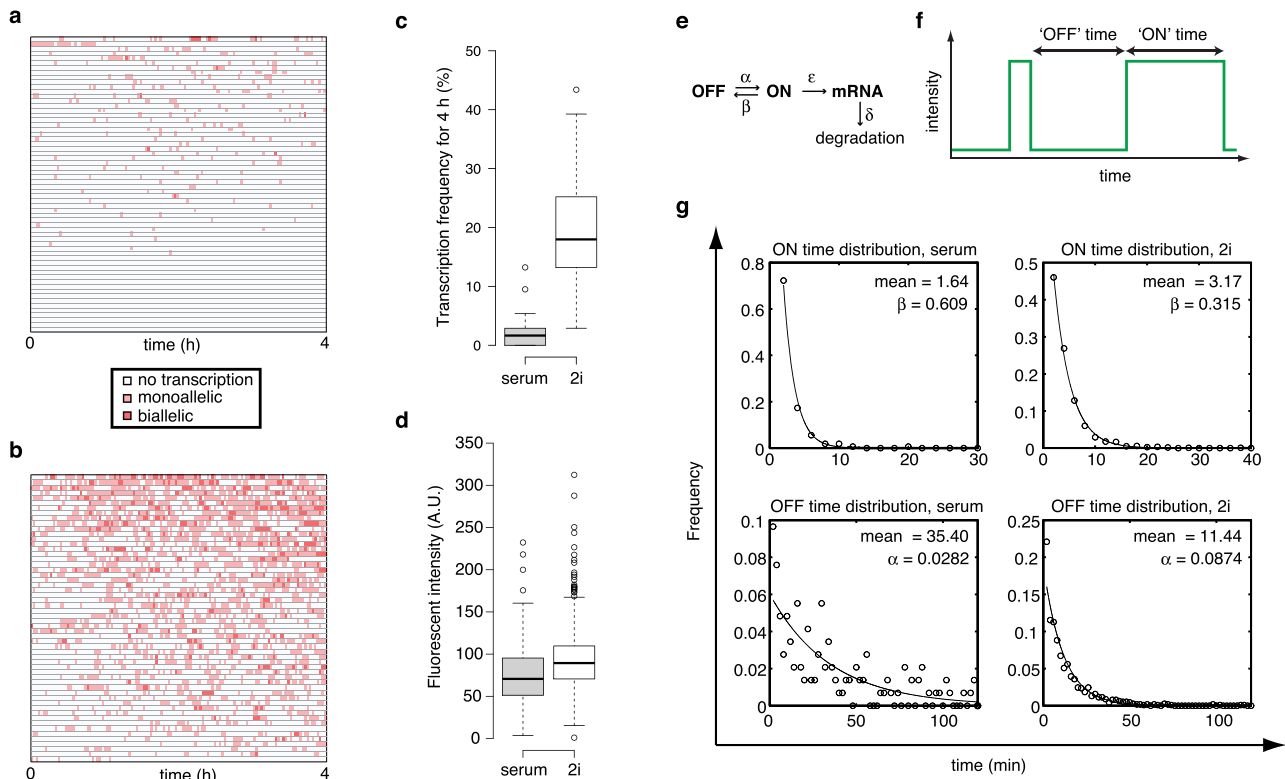 a
0
time (h)
4
no transcription
monoallelic
biallelic
b
0
time (h)
4
c
Transcription frequency for 4 h (%)
50
40
30
20
10
0
serum
2i
d
Fluorescent intensity (A.U.)
350
300
250
200
150
100
50
0
serum
2i
e
OFF
α
β
ON
ε
mRNA
δ
degradation
f
intensity
'OFF' time
'ON' time
time
g
Frequency
ON time distribution, serum
mean = 1.64
β = 0.609
0.8
0.6
0.4
0.2
0
0 10 20 30
ON time distribution, 2i
mean = 3.17
β = 0.315
0.5
0.4
0.3
0.2
0.1
0
0 10 20 30 40
OFF time distribution, serum
mean = 35.40
α = 0.0282
0.1
0.08
0.06
0.04
0.02
0
0 50 100
OFF time distribution, 2i
mean = 11.44
α = 0.0874
0.25
0.2
0.15
0.1
0.05
0
0 50 100
time (min)